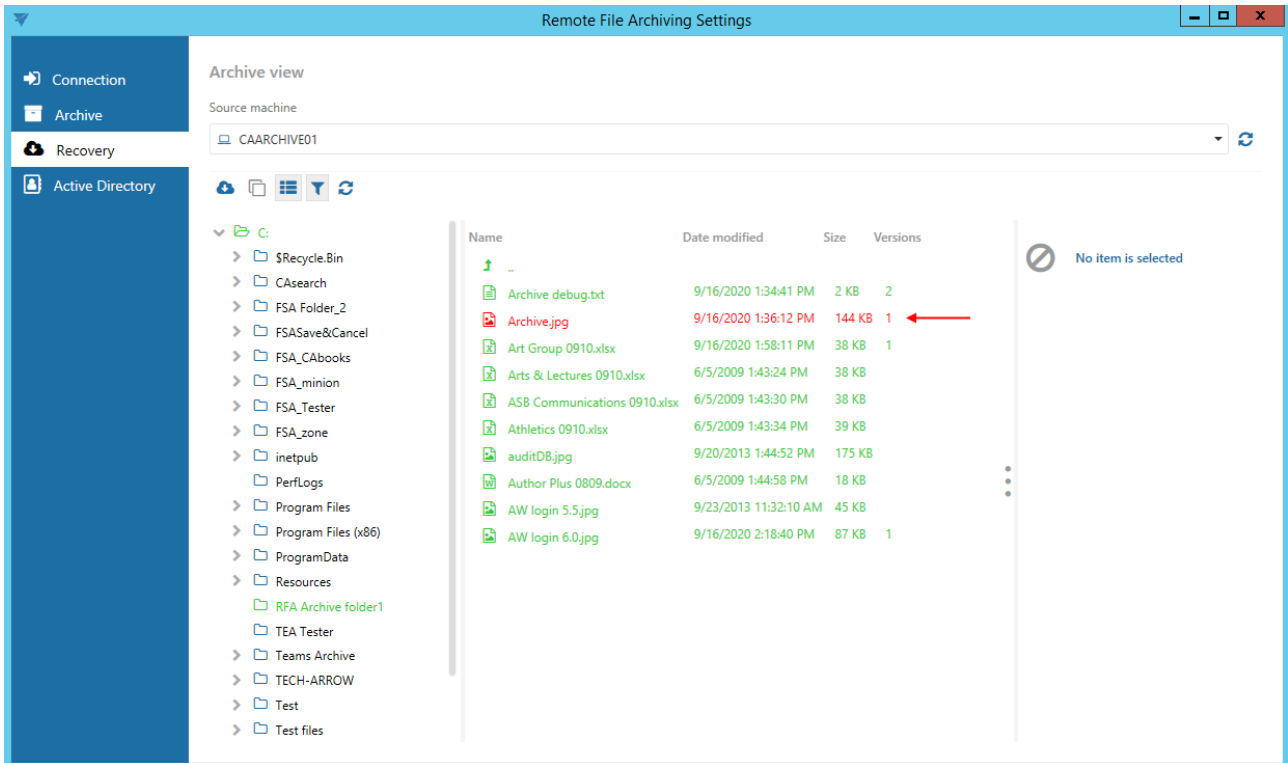 Remote File Archiving Settings
Connection
Archive
Recovery
Active Directory
Archive view
Source machine
CAARCHIVE01
C:
$Recycle.Bin
CAsearch
FSA Folder_2
FSASave&Cancel
FSA_CAbooks
FSA_minion
FSA_Tester
FSA_zone
inetpub
PerfLogs
Program Files
Program Files (x86)
ProgramData
Resources
RFA Archive folder1
TEA Tester
Teams Archive
TECH-ARROW
Test
Test files
Name Date modified Size Versions
..
Archive debug.txt 9/16/2020 1:34:41 PM 2 KB 2
Archive.jpg 9/16/2020 1:36:12 PM 144 KB 1
Art Group 0910.xlsx 9/16/2020 1:58:11 PM 38 KB 1
Arts & Lectures 0910.xlsx 6/5/2009 1:43:24 PM 38 KB
ASB Communications 0910.xlsx 6/5/2009 1:43:30 PM 38 KB
Athletics 0910.xlsx 6/5/2009 1:43:34 PM 39 KB
auditDB.jpg 9/20/2013 1:44:52 PM 175 KB
Author Plus 0809.docx 6/5/2009 1:44:58 PM 18 KB
AW login 5.5.jpg 9/23/2013 11:32:10 AM 45 KB
AW login 6.0.jpg 9/16/2020 2:18:40 PM 87 KB 1
No item is selected